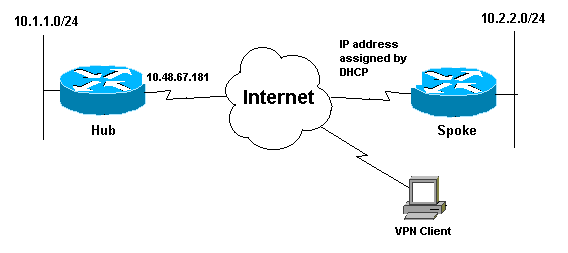 10.1.1.0/24
10.2.2.0/24
IP address
assigned by
DHCP
10.48.67.181
Internet
Hub
Spoke
VPN Client